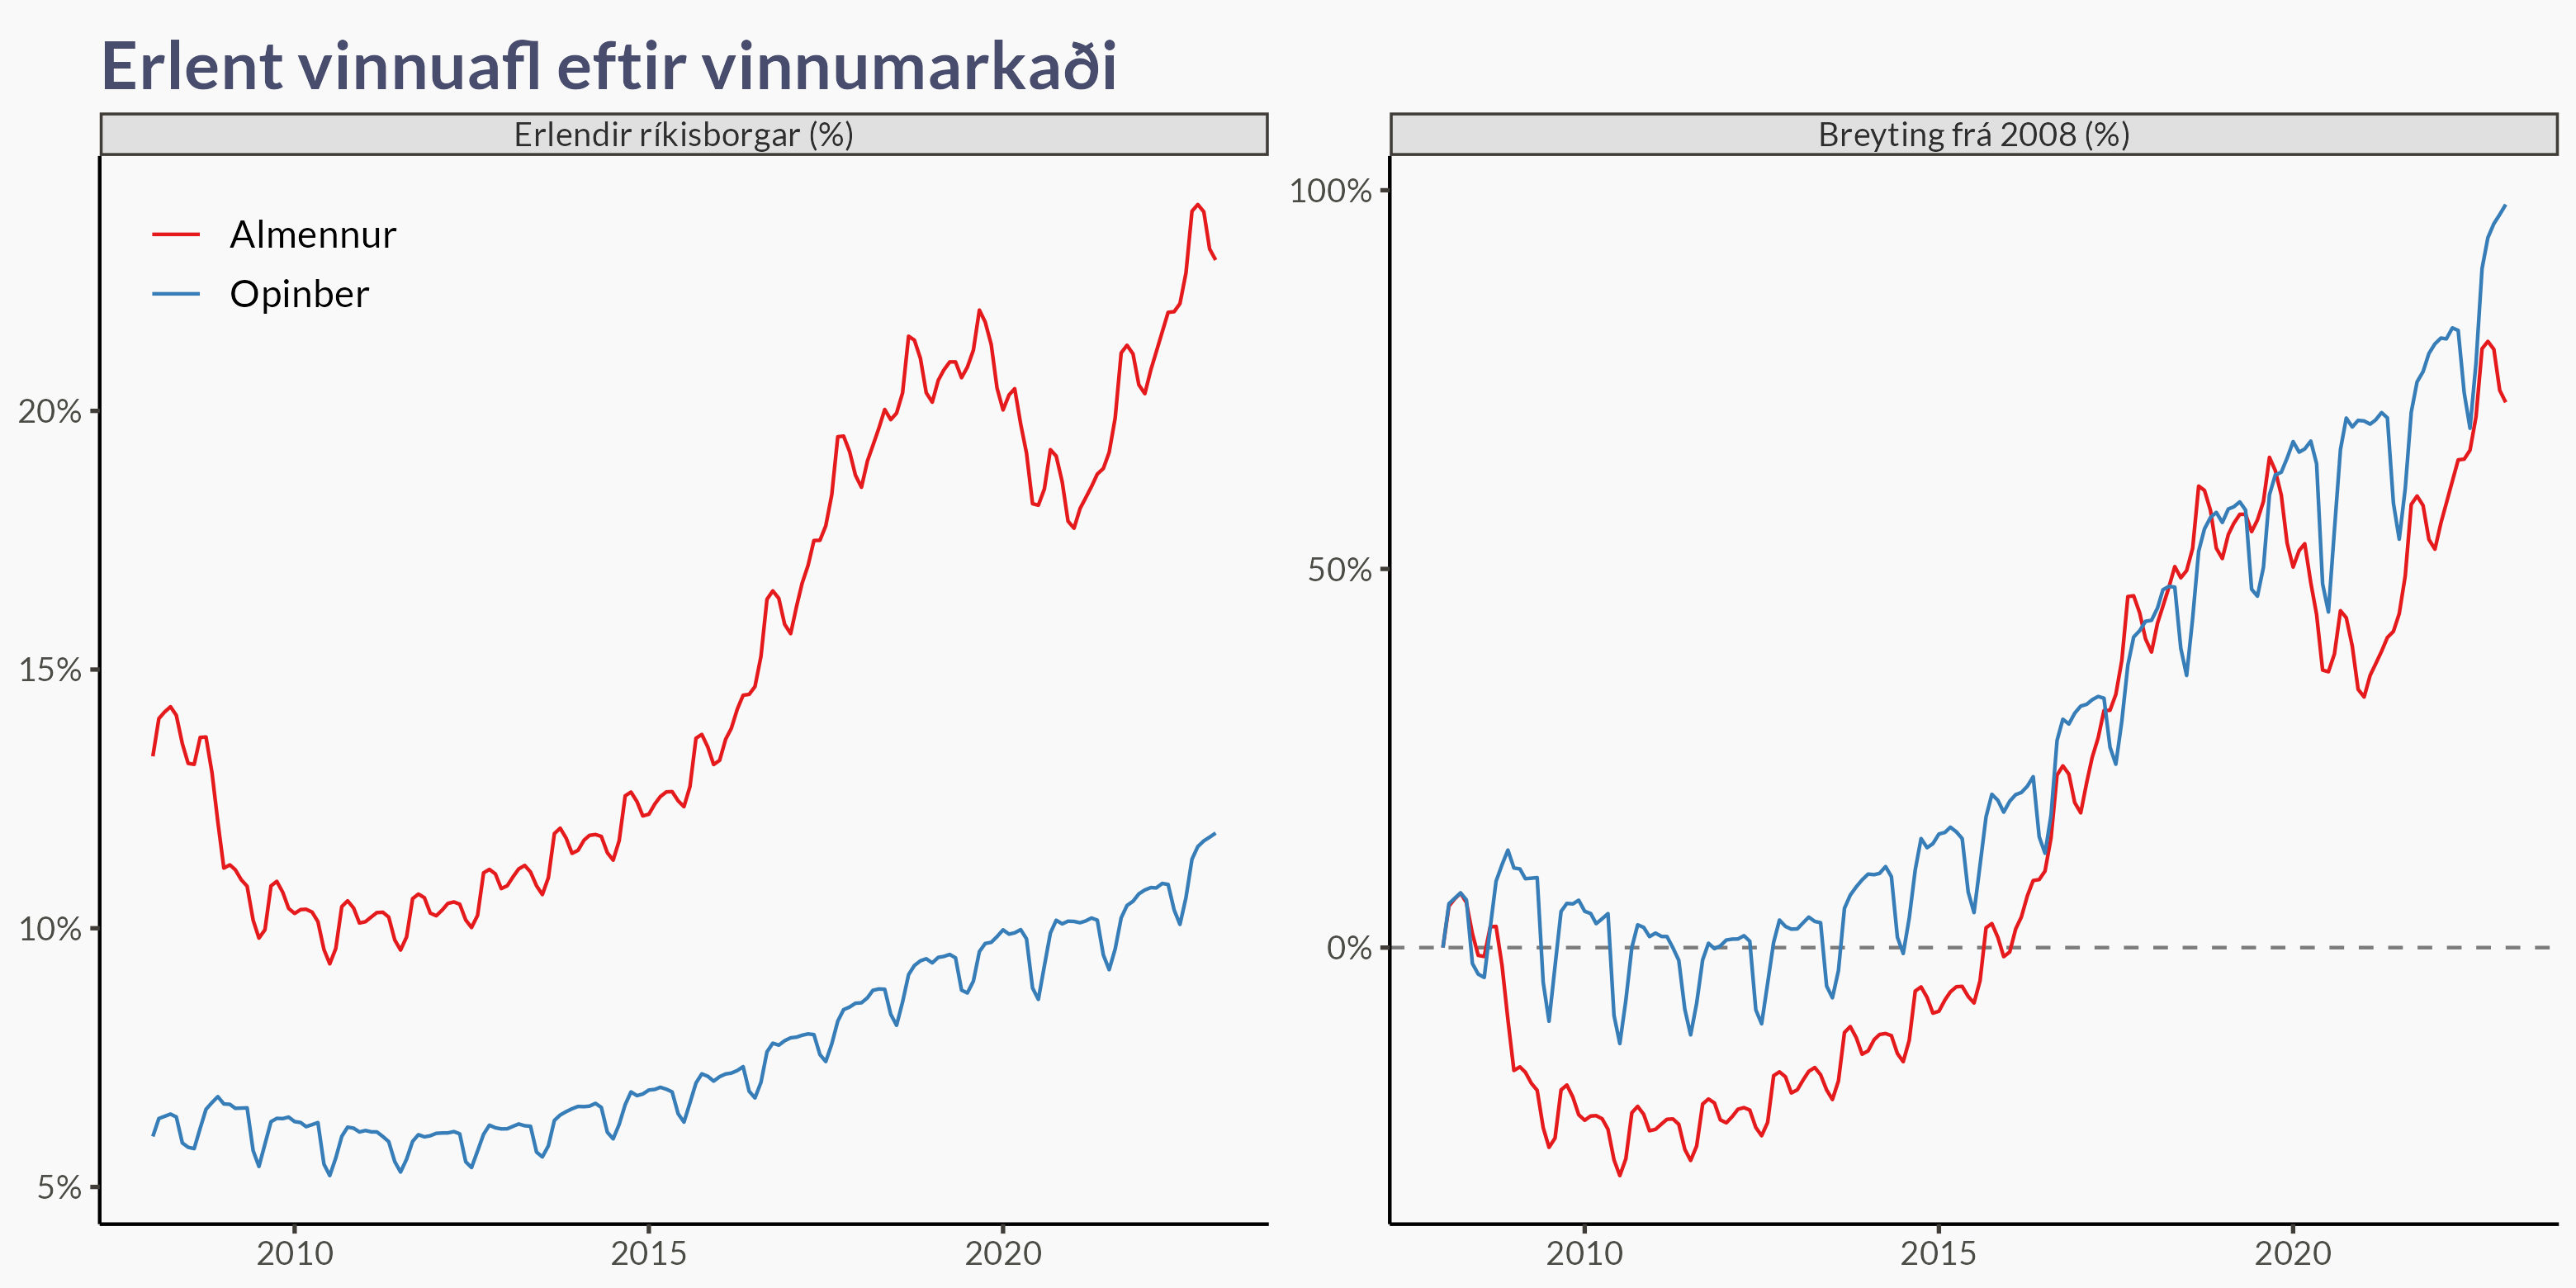 Erlent vinnuafl eftir vinnumarkaði
Erlendir ríkisborgar (%)
Almennur
Opinber
20%
15%
10%
5%
2010 2015 2020
Breyting frá 2008 (%)
100%
50%
0%
2010 2015 2020